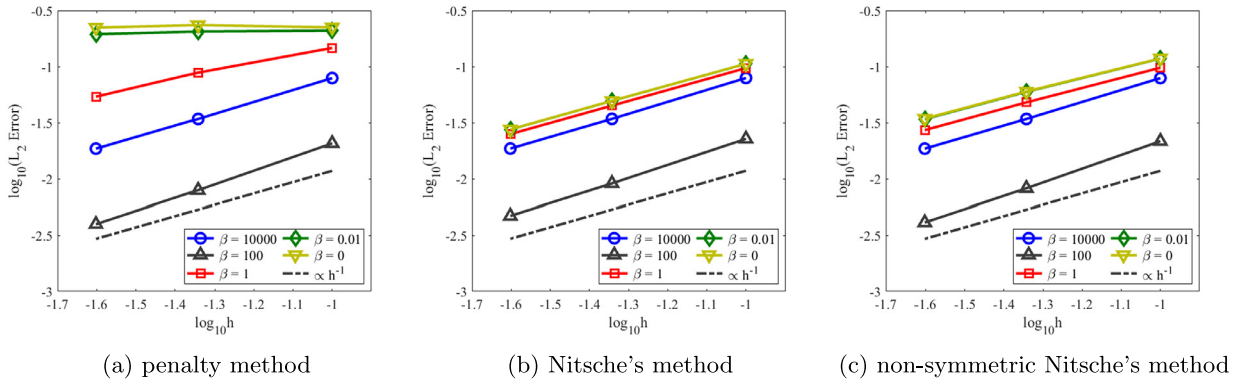 -0.5
-1
-1.5
-2
-2.5
-3
log10(L2 Error)
-1.7 -1.6 -1.5 -1.4 -1.3 -1.2 -1.1 -1 -0.9
log10h
β = 10000 β = 0.01
β = 100 β = 0
β = 1 ∝ h-1
(a) penalty method
-0.5
-1
-1.5
-2
-2.5
-3
log10(L2 Error)
-1.7 -1.6 -1.5 -1.4 -1.3 -1.2 -1.1 -1
log10h
β = 10000 β = 0.01
β = 100 β = 0
β = 1 ∝ h-1
(b) Nitsche's method
-0.5
-1
-1.5
-2
-2.5
-3
log10(L2 Error)
-1.7 -1.6 -1.5 -1.4 -1.3 -1.2 -1.1 -1
log10h
β = 10000 β = 0.01
β = 100 β = 0
β = 1 ∝ h-1
(c) non-symmetric Nitsche's method